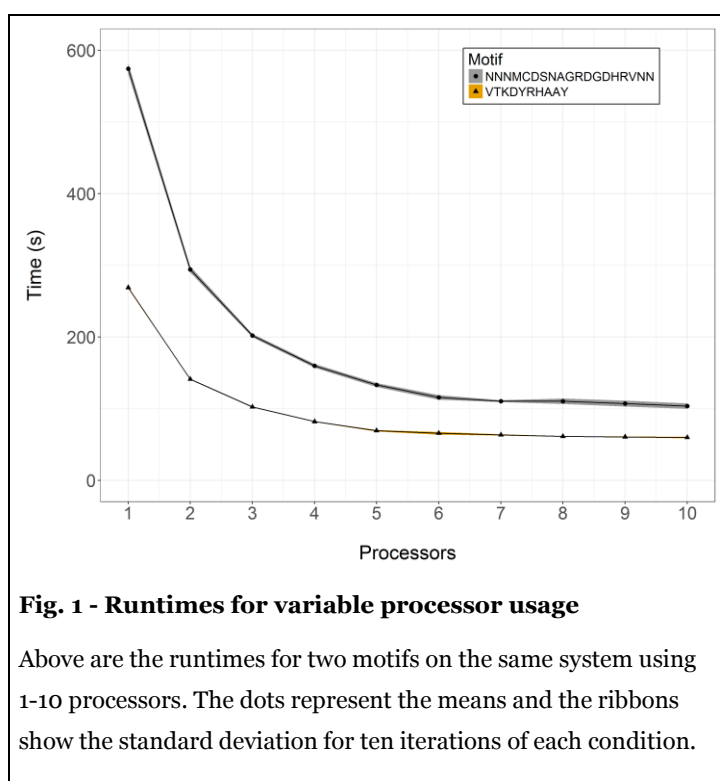 600
400
200
0
Time (s)
Motif
NNNMCDSNAGRDGDHRVNN
VTKDYRHAAY
1 2 3 4 5 6 7 8 9 10
Processors
Fig. 1 - Runtimes for variable processor usage
Above are the runtimes for two motifs on the same system using
1-10 processors. The dots represent the means and the ribbons
show the standard deviation for ten iterations of each condition.